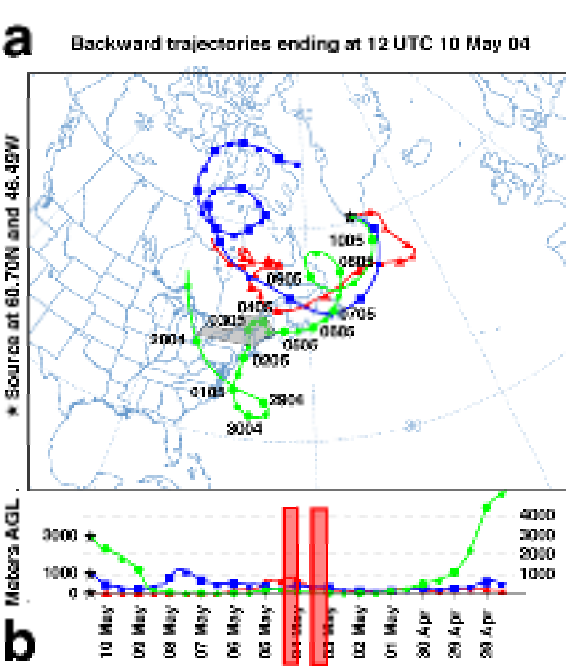 a
Backward trajectories ending at 12 UTC 10 May 04
★ Source at 60.70N and 46.49W
1005
0905
0705
0605
0505
0405
0305
0205
0105
2904
3004
30
Meters AGL
3000
1000
0
4000
3000
2000
1000
10 May
09 May
08 May
07 May
06 May
05 May
02 May
01 May
30 Apr
29 Apr
28 Apr
b